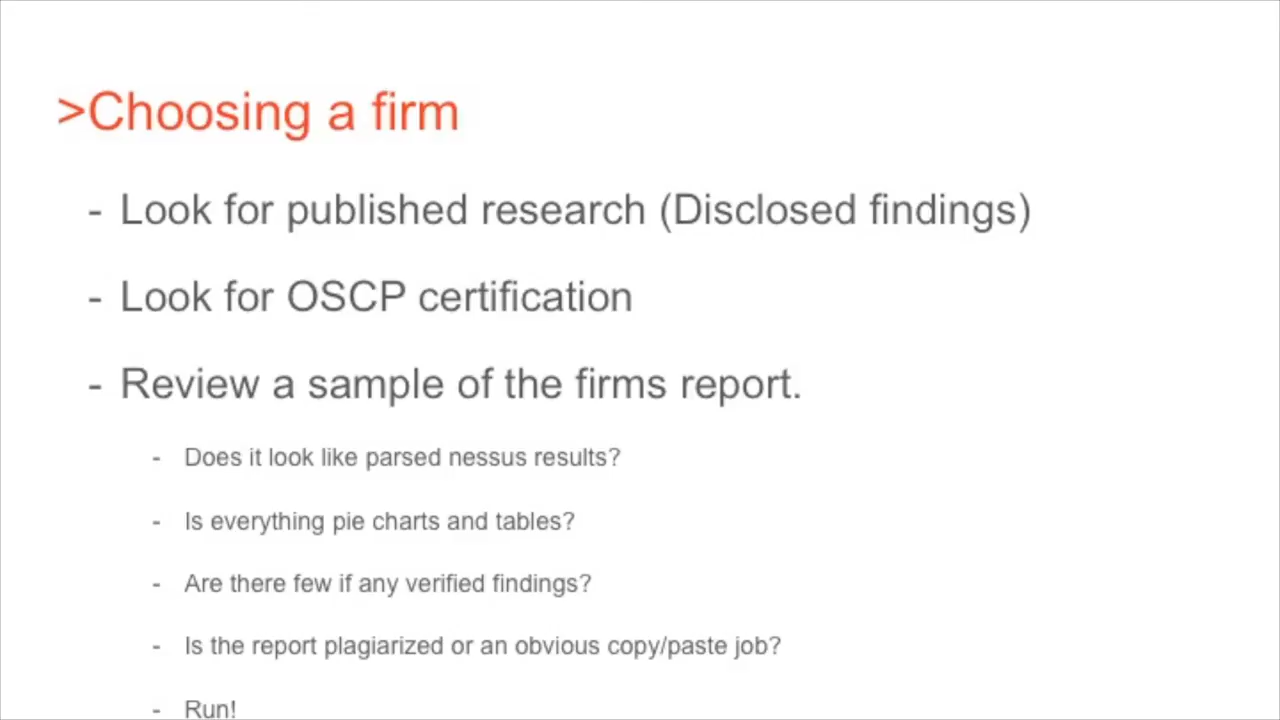 >Choosing a firm
- Look for published research (Disclosed findings)
- Look for OSCP certification
- Review a sample of the firms report.
- Does it look like parsed nessus results?
- Is everything pie charts and tables?
- Are there few if any verified findings?
- Is the report plagiarized or an obvious copy/paste job?
- Run!